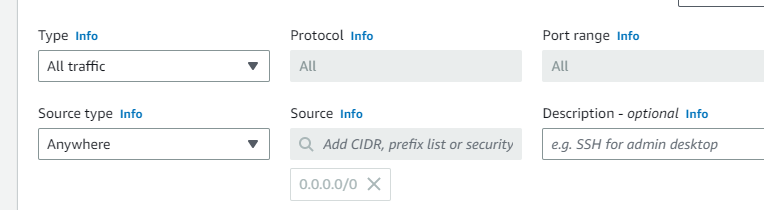 Type Info Protocol Info Port range Info
All traffic All All
Source type Info Source Info Description - optional Info
Anywhere Add CIDR, prefix list or security e.g. SSH for admin desktop
0.0.0.0/0